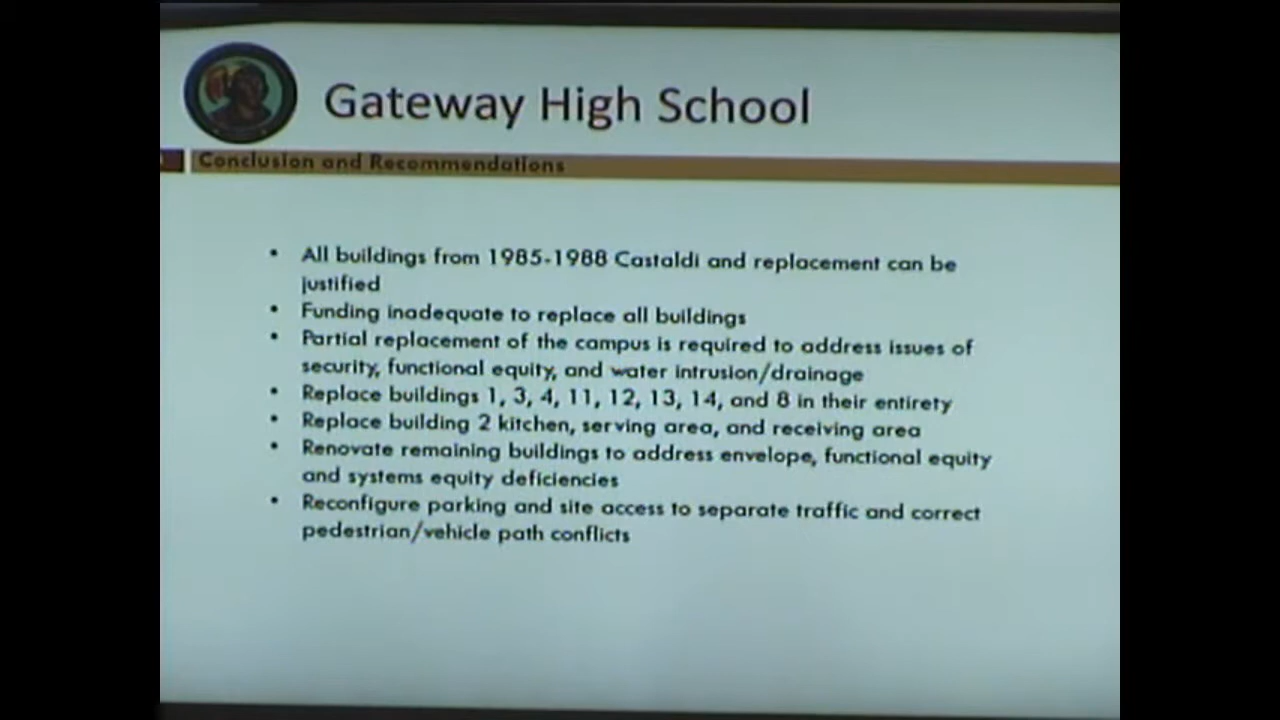 Gateway High School
Conclusion and Recommendations
• All buildings from 1985-1988 Castaldi and replacement can be
justified
• Funding inadequate to replace all buildings
• Partial replacement of the campus is required to address issues of
security, functional equity, and water intrusion/drainage
• Replace buildings 1, 3, 4, 11, 12, 13, 14, and 8 in their entirety
• Replace building 2 kitchen, serving area, and receiving area
• Renovate remaining buildings to address envelope, functional equity
and systems equity deficiencies
• Reconfigure parking and site access to separate traffic and correct
pedestrian/vehicle path conflicts